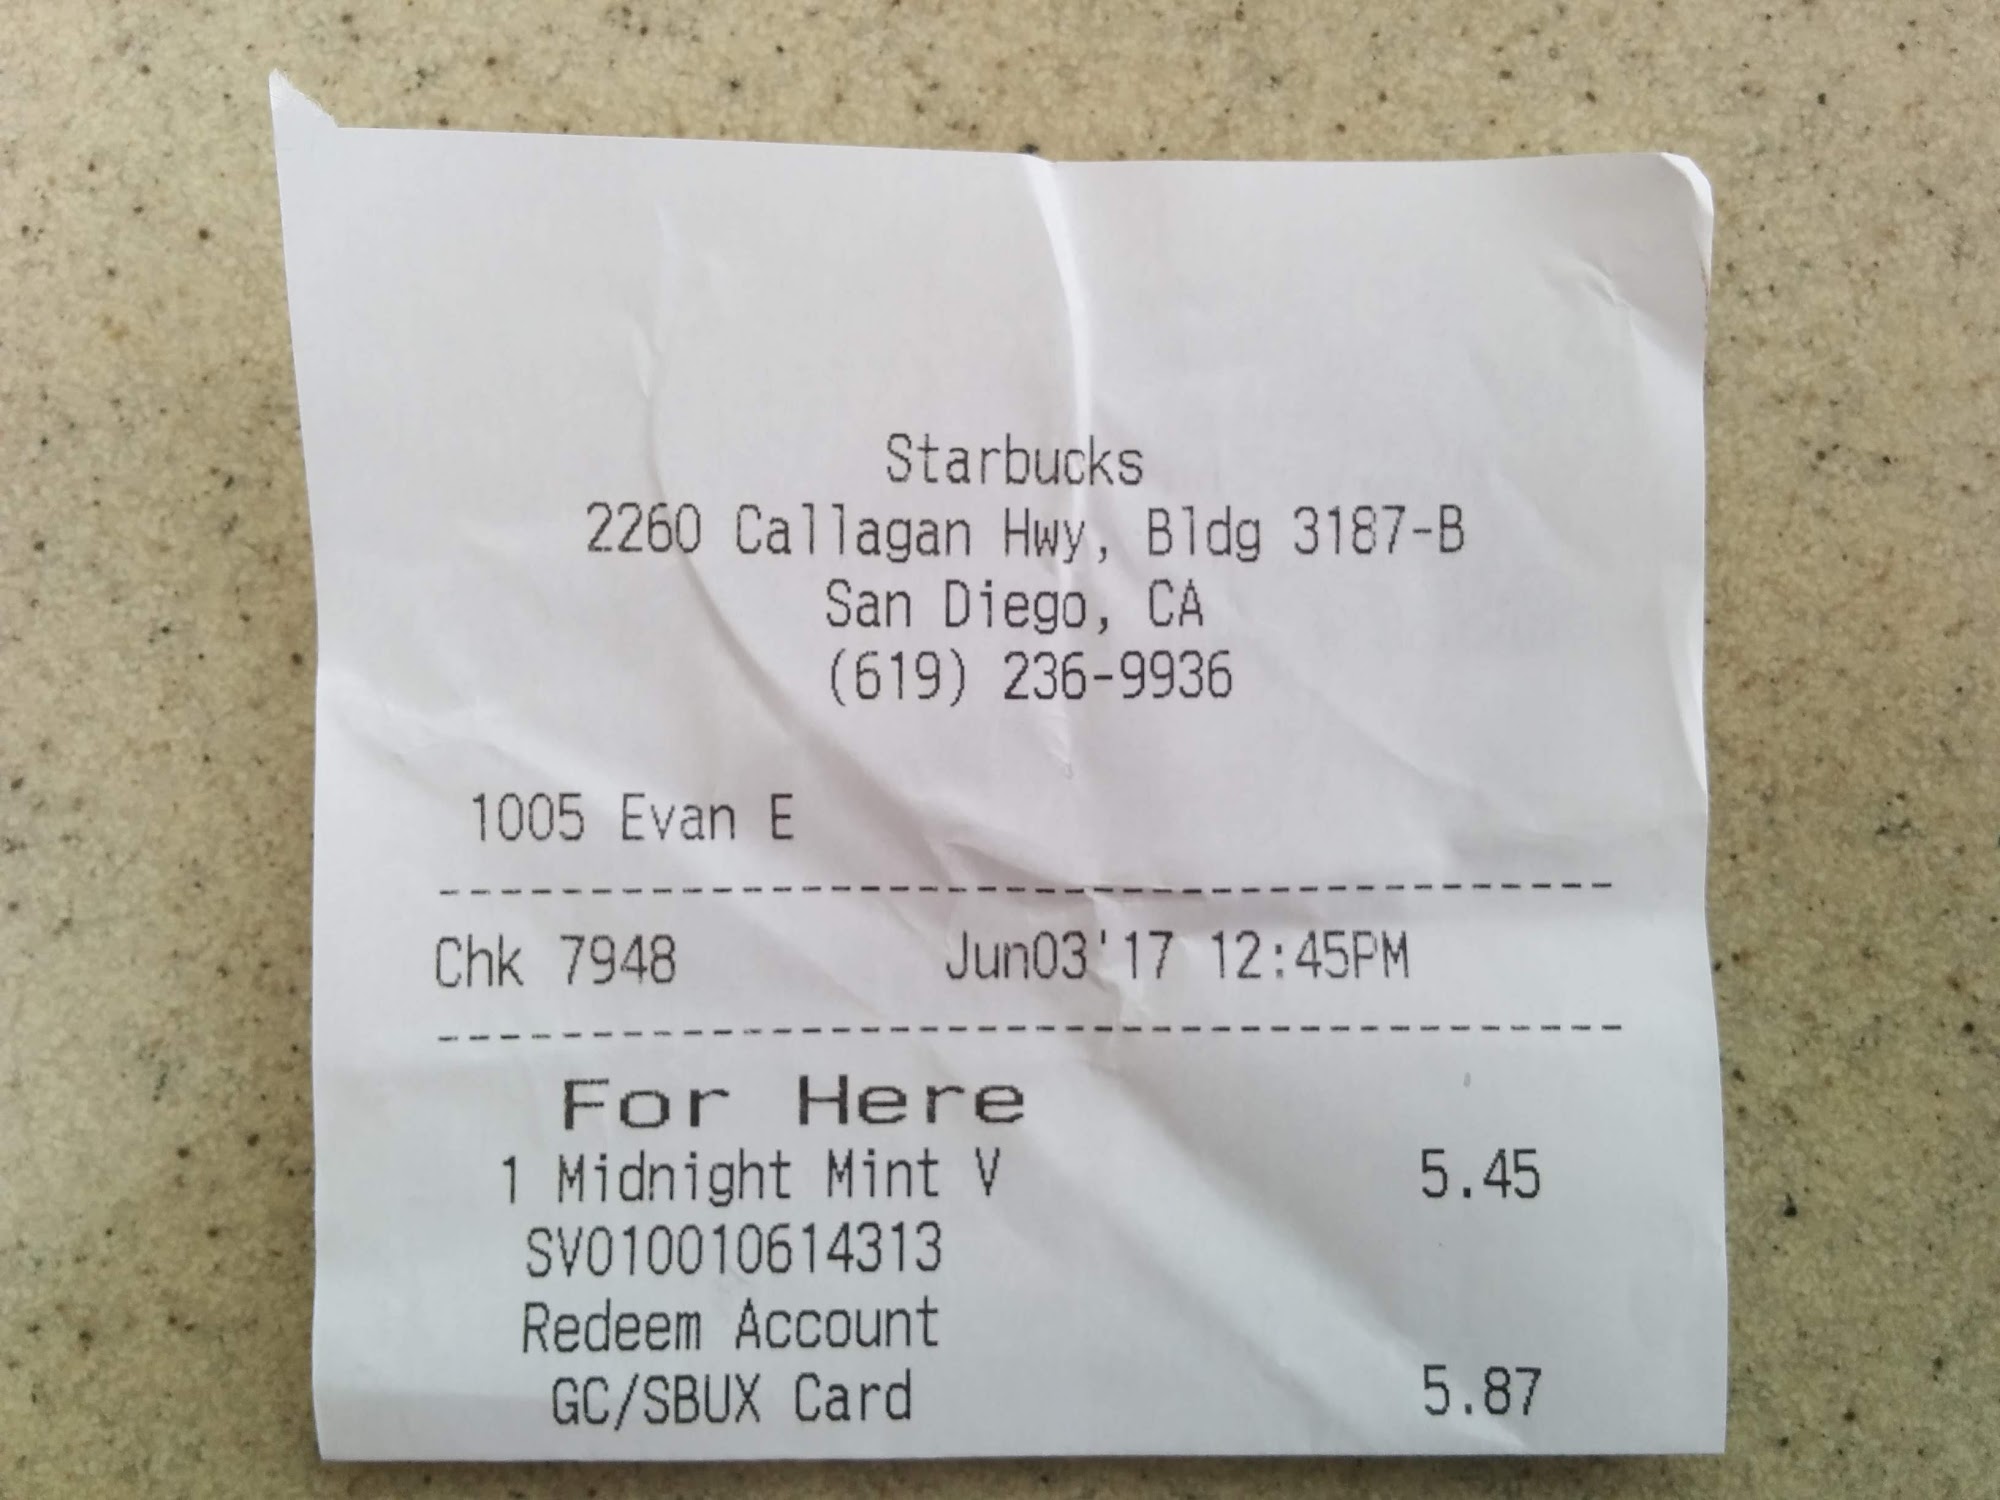 Starbucks
2260 Callagan Hwy, Bldg 3187-B
San Diego, CA
(619) 236-9936
1005 Evan E
Chk 7948 Jun03'17 12:45PM
For Here
1 Midnight Mint V 5.45
SV010010614313
Redeem Account
GC/SBUX Card 5.87